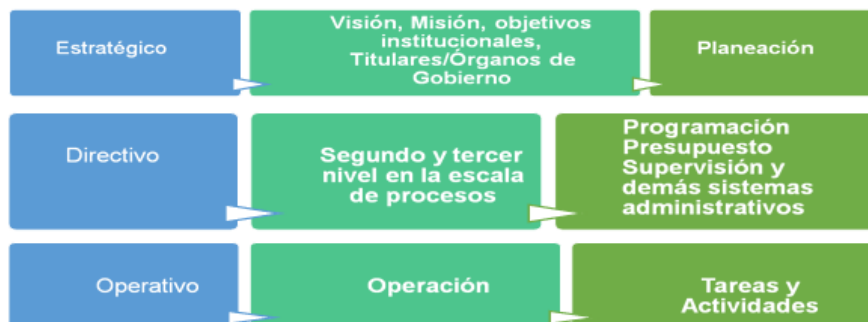 Estratégico
Visión, Misión, objetivos
institucionales,
Titulares/Órganos de
Gobierno
Planeación
Directivo
Segundo y tercer
nivel en la escala
de procesos
Programación
Presupuesto
Supervisión y
demás sistemas
administrativos
Operativo
Operación
Tareas y
Actividades